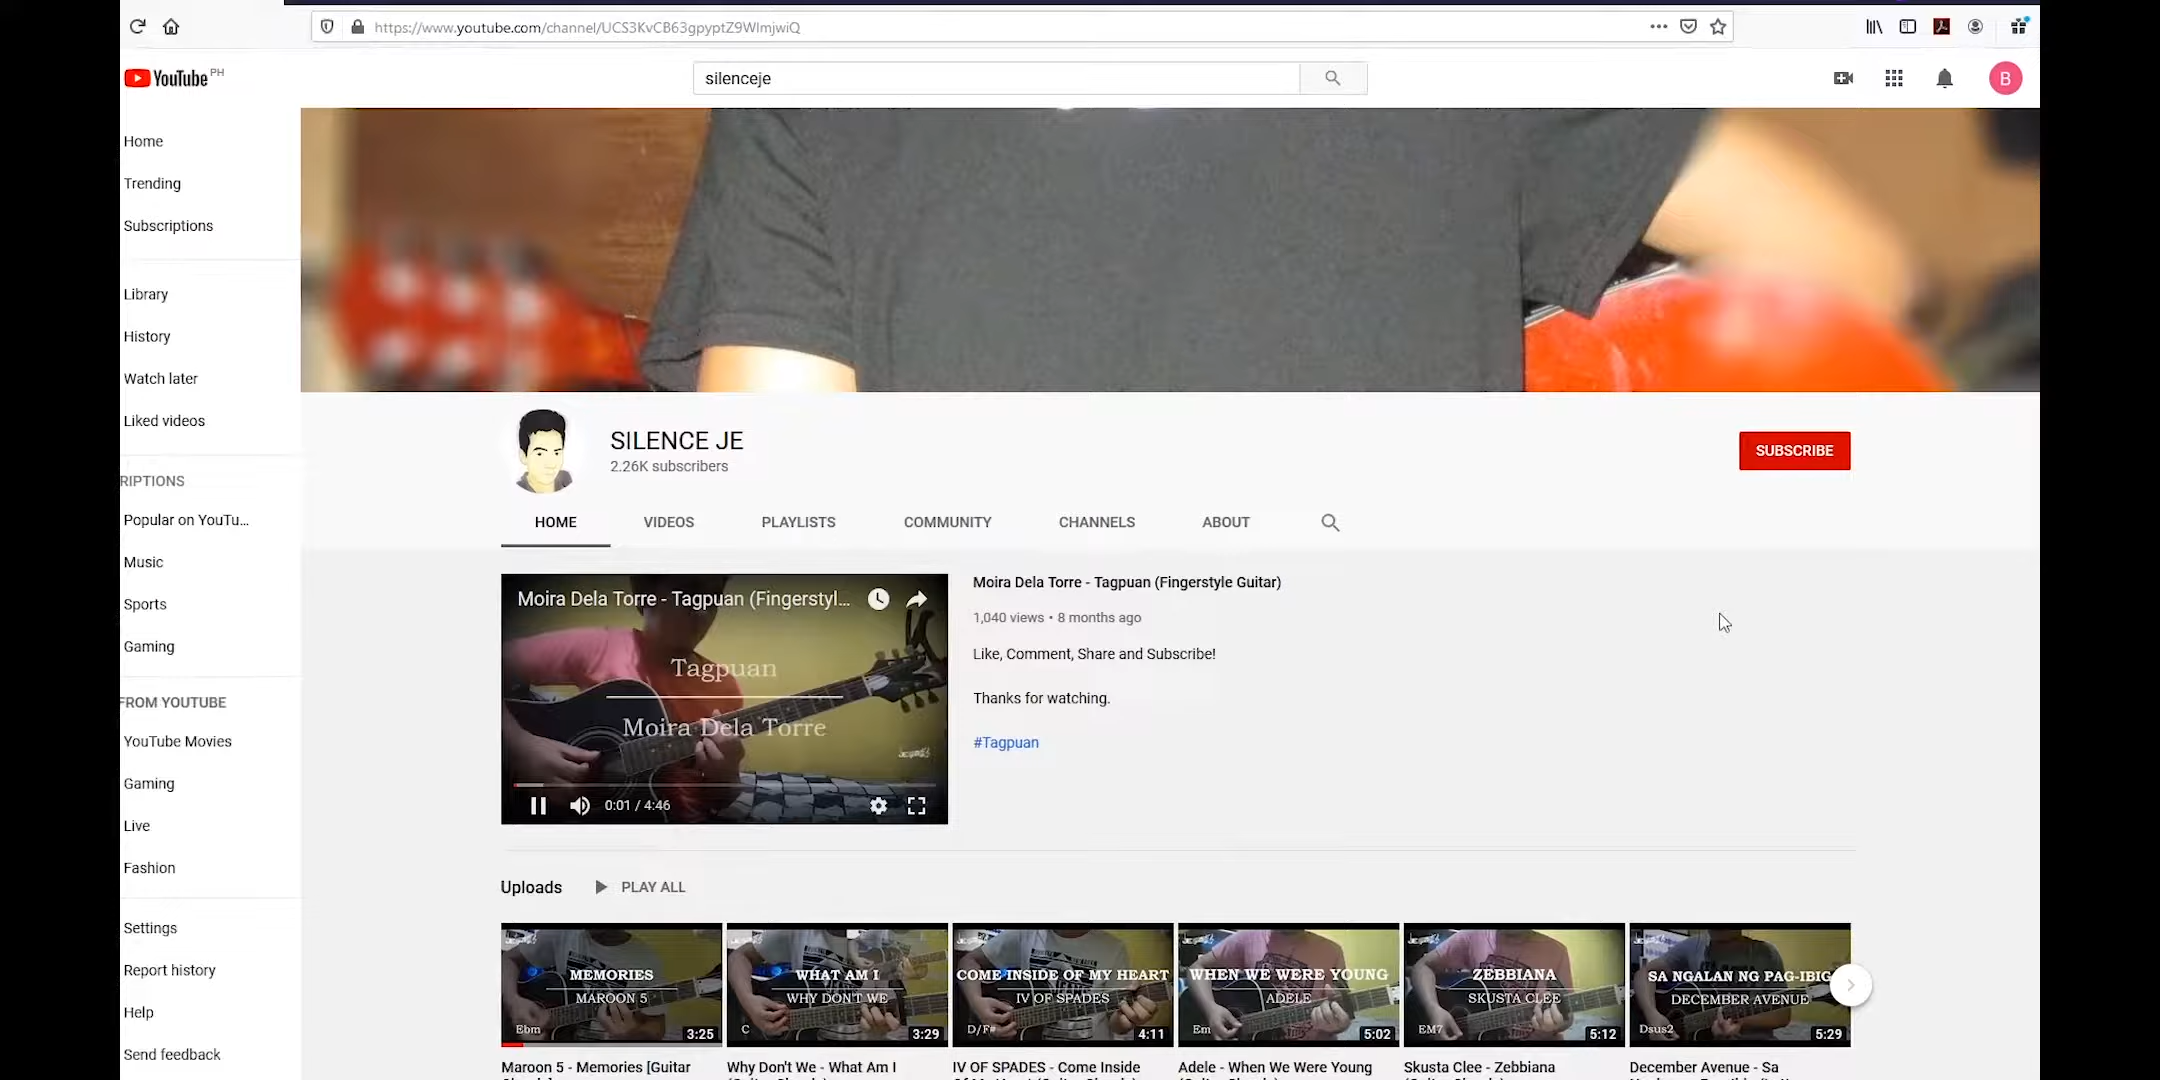 https://www.youtube.com/channel/UCS3KvCB63gpyptZ9WlmjwiQ
YouTube PH
silenceje
B
Home
Trending
Subscriptions
Library
History
Watch later
Liked videos
RIPTIONS
Popular on YouTu...
Music
Sports
Gaming
FROM YOUTUBE
YouTube Movies
Gaming
Live
Fashion
Settings
Report history
Help
Send feedback
SILENCE JE
2.26K subscribers
SUBSCRIBE
HOME VIDEOS PLAYLISTS COMMUNITY CHANNELS ABOUT
Moira Dela Torre - Tagpuan (Fingerstyl...
Tagpuan
Moira Dela Torre
0:01 / 4:46
Moira Dela Torre - Tagpuan (Fingerstyle Guitar)
1,040 views • 8 months ago
Like, Comment, Share and Subscribe!
Thanks for watching.
#Tagpuan
Uploads PLAY ALL
MEMORIES
MAROON 5
Ebm
3:25
Maroon 5 - Memories [Guitar
WHAT AM I
WHY DON'T WE
C
3:29
Why Don't We - What Am I
COME INSIDE OF MY HEART
IV OF SPADES
D/F#
4:11
IV OF SPADES - Come Inside
WHEN WE WERE YOUNG
ADELE
Em
5:02
Adele - When We Were Young
ZEBBIANA
SKUSTA CLEE
EM7
5:12
Skusta Clee - Zebbiana
SA NGALAN NG PAG-IBIG
DECEMBER AVENUE
Dsus2
5:29
December Avenue - Sa